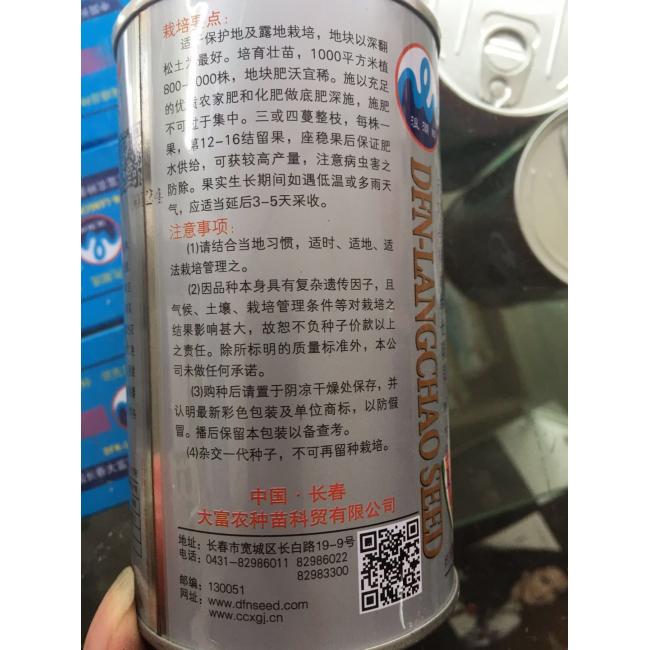 栽培要点:
适于保护地及露地栽培,地块以深翻
松土为最好。培育壮苗,1000平方米植
800-000株,地块肥沃宜稀。施以充足
的优质农家肥和化肥做底肥深施,施肥
不可过于集中。三或四蔓整枝,每株一
果,第12-16结留果,座稳果后保证肥
水供给,可获较高产量,注意病虫害之
防除。果实生长期间如遇低温或多雨天
气,应适当延后3-5天采收。
注意事项:
(1)请结合当地习惯,适时、适地、适
法栽培管理之。
(2)因品种本身具有复杂遗传因子,且
气候、土壤、栽培管理条件等对栽培之
结果影响甚大,故恕不负种子价款以上
之责任。除所标明的质量标准外,本公
司未做任何承诺。
(3)购种后请置于阴凉干燥处保存,并
认明最新彩色包装及单位商标,以防假
冒。播后保留本包装以备查考。
(4)杂交一代种子,不可再留种栽培。
中国·长春
大富农种苗科贸有限公司
地址:长春市宽城区长白路19-9号
电话:0431-82986011 82986022
82983300
邮编:130051
网址:www.dfnseed.com
www.ccxgj.cn
DFN-LANGCHAO SEED